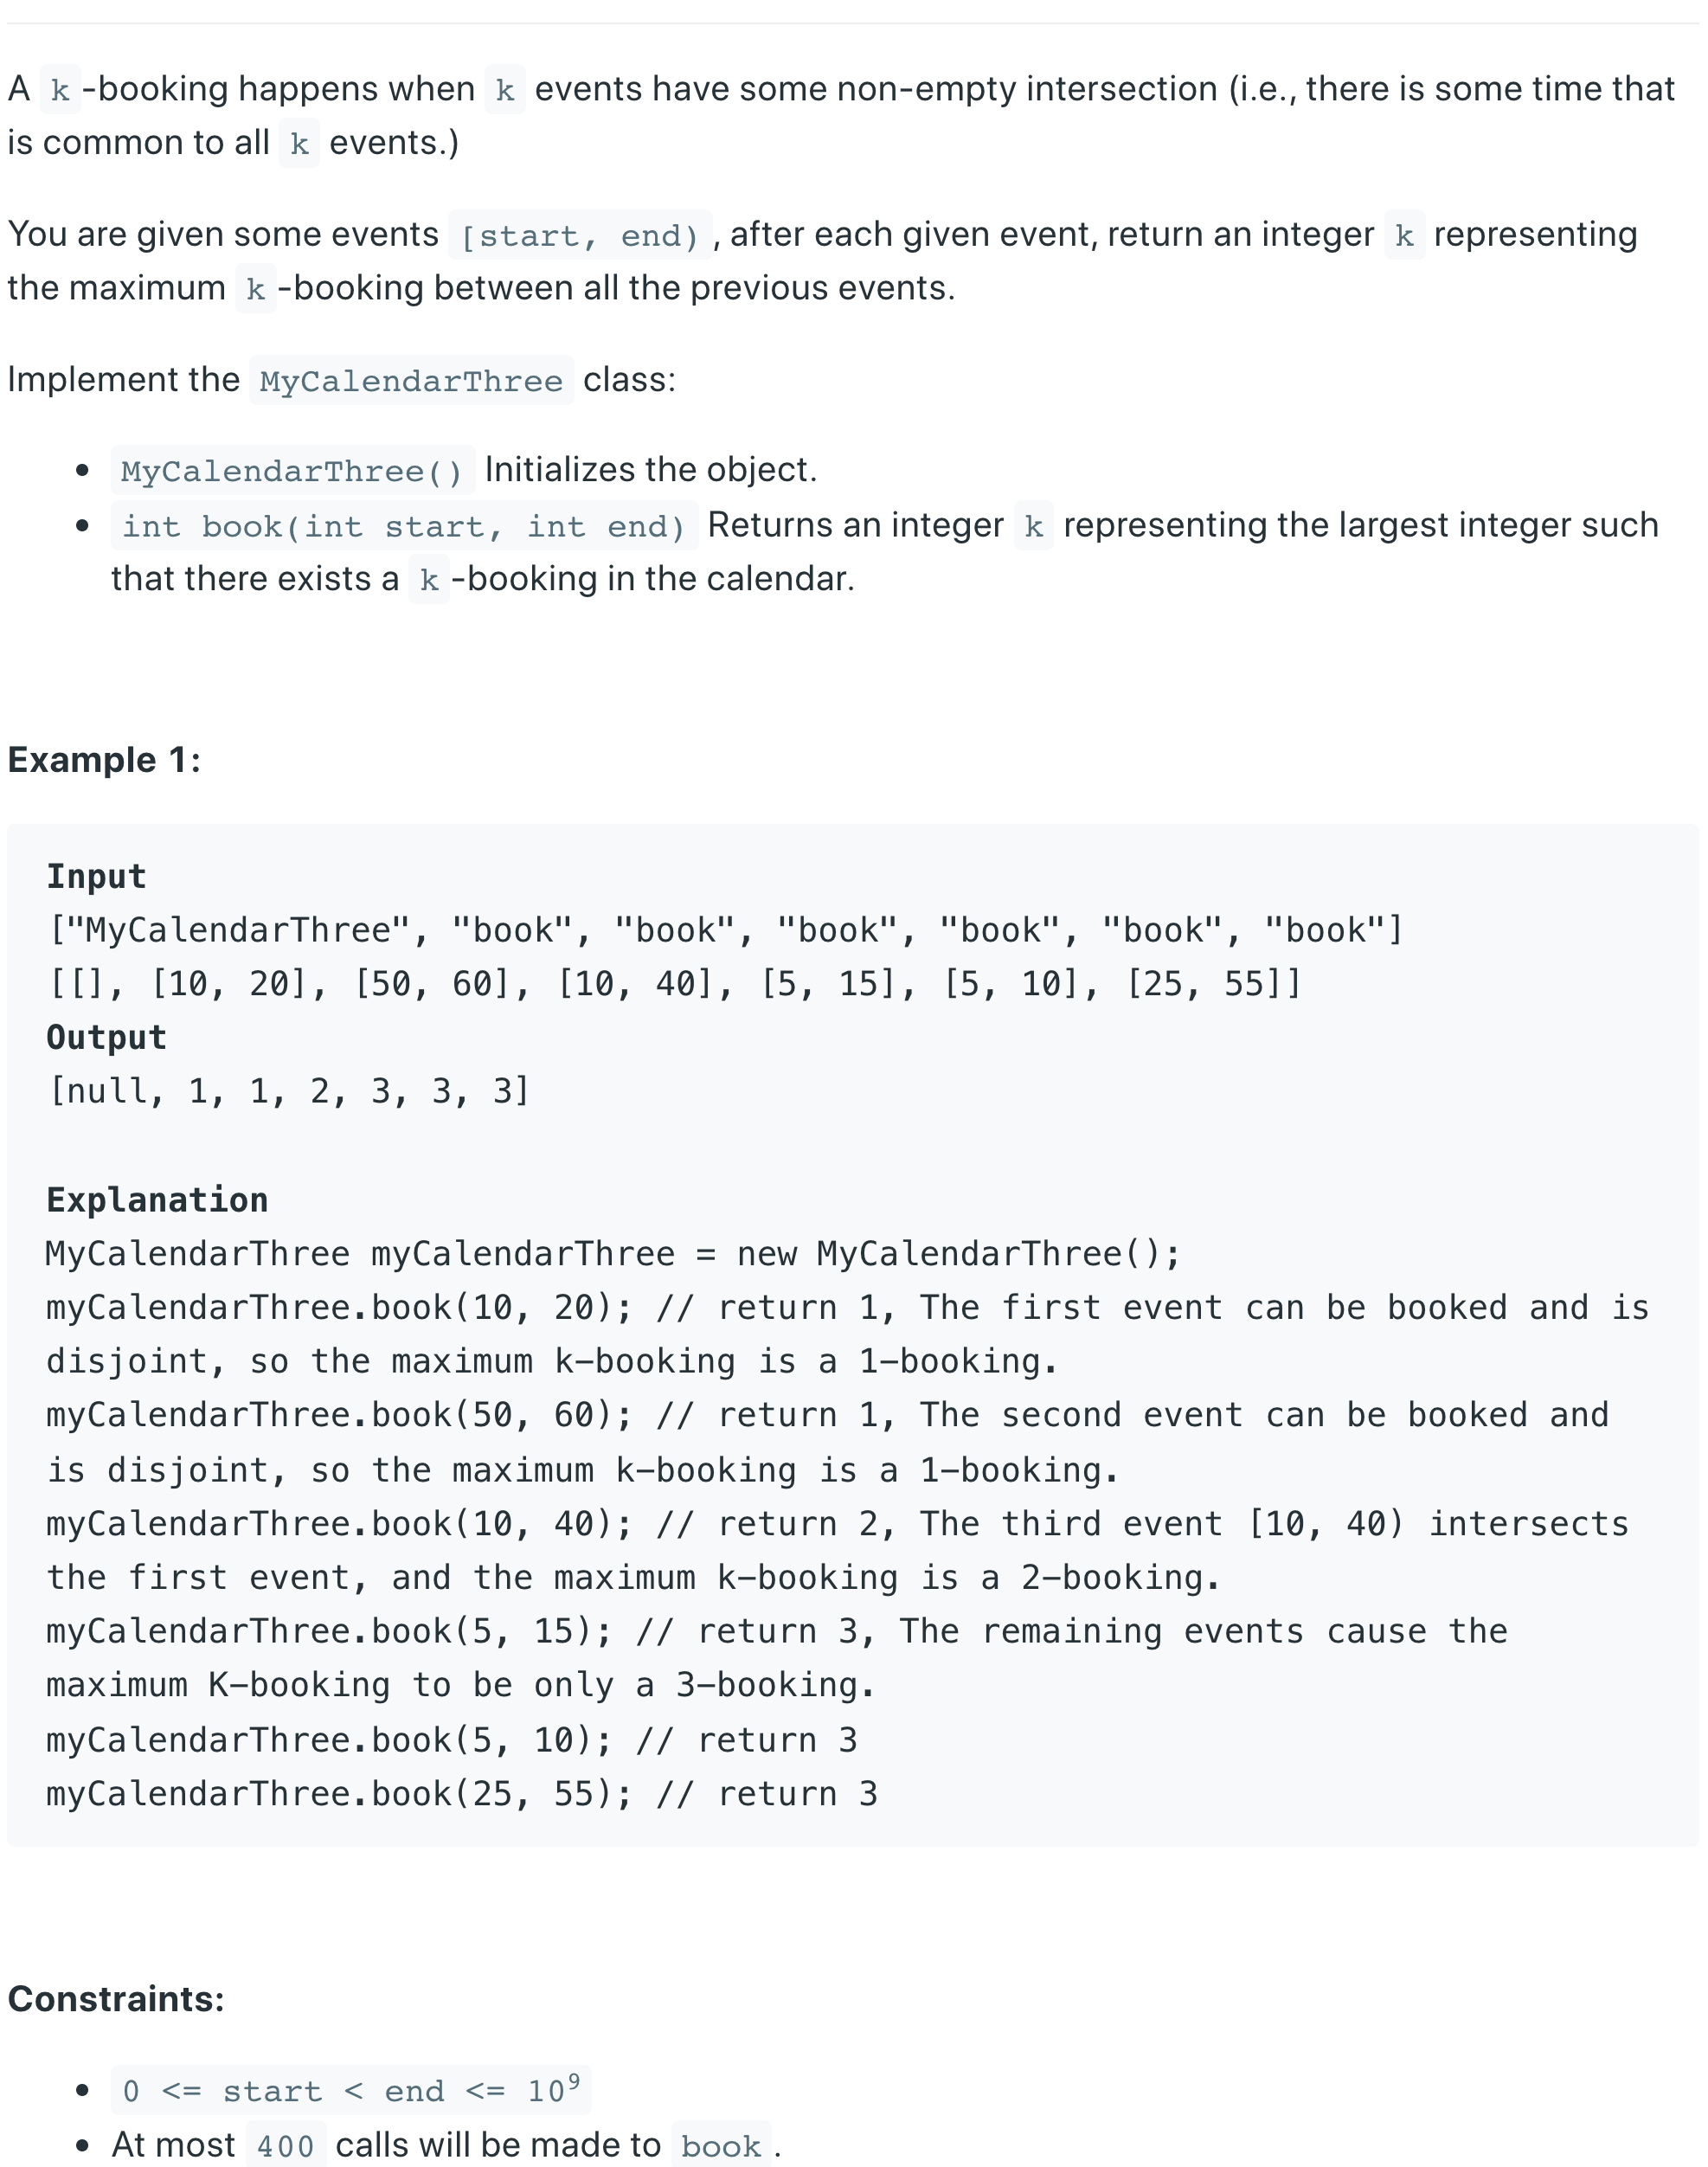 A k -booking happens when k events have some non-empty intersection (i.e., there is some time that
is common to all k events.)
You are given some events [start, end) , after each given event, return an integer k representing
the maximum k -booking between all the previous events.
Implement the MyCalendarThree class:
• MyCalendarThree() Initializes the object.
• int book(int start, int end) Returns an integer k representing the largest integer such
that there exists a k -booking in the calendar.
Example 1:
Input
["MyCalendarThree", "book", "book", "book", "book", "book", "book"]
[[], [10, 20], [50, 60], [10, 40], [5, 15], [5, 10], [25, 55]]
Output
[null, 1, 1, 2, 3, 3, 3]
Explanation
MyCalendarThree myCalendarThree = new MyCalendarThree();
myCalendarThree.book(10, 20); // return 1, The first event can be booked and is
disjoint, so the maximum k-booking is a 1-booking.
myCalendarThree.book(50, 60); // return 1, The second event can be booked and
is disjoint, so the maximum k-booking is a 1-booking.
myCalendarThree.book(10, 40); // return 2, The third event [10, 40) intersects
the first event, and the maximum k-booking is a 2-booking.
myCalendarThree.book(5, 15); // return 3, The remaining events cause the
maximum K-booking to be only a 3-booking.
myCalendarThree.book(5, 10); // return 3
myCalendarThree.book(25, 55); // return 3
Constraints:
• 0 <= start < end <= 10⁹
• At most 400 calls will be made to book .